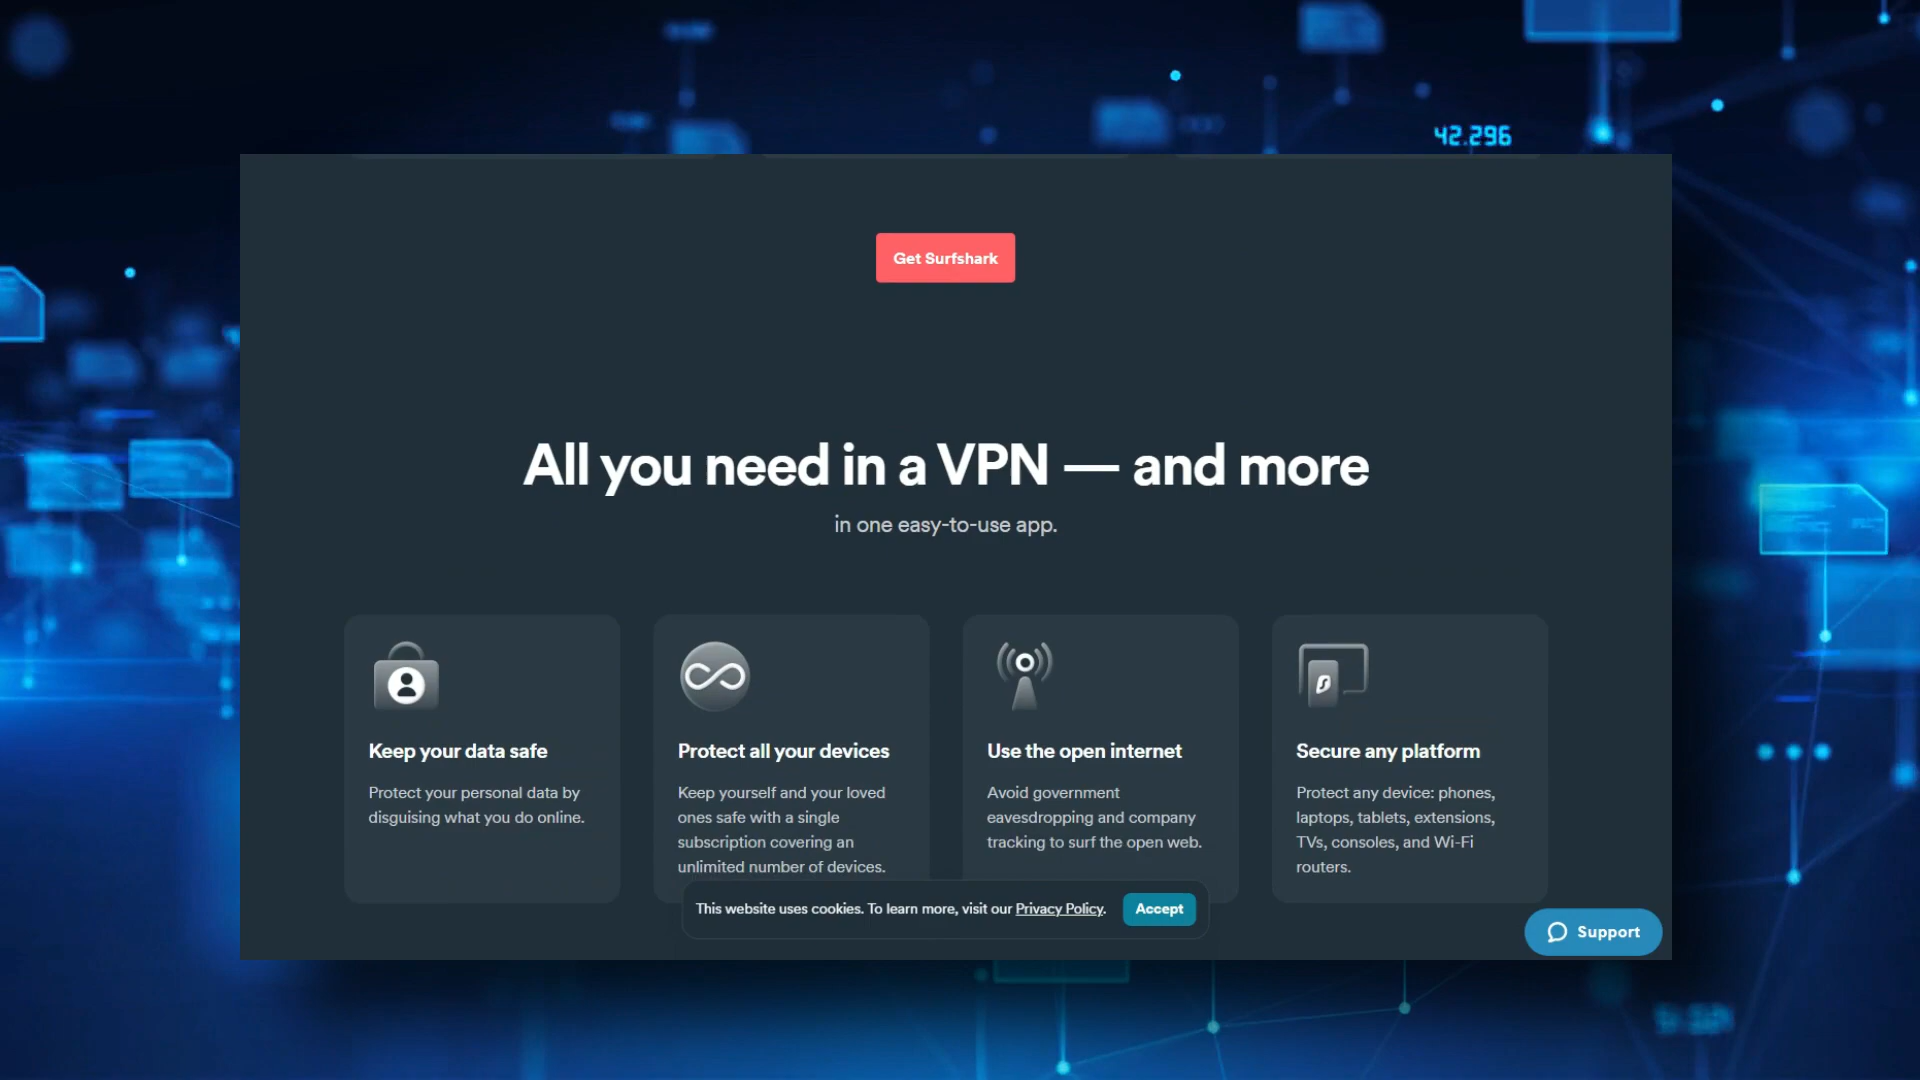 42.296
Get Surfshark
All you need in a VPN — and more
in one easy-to-use app.
Keep your data safe
Protect your personal data by
disguising what you do online.
Protect all your devices
Keep yourself and your loved
ones safe with a single
subscription covering an
unlimited number of devices.
Use the open internet
Avoid government
eavesdropping and company
tracking to surf the open web.
Secure any platform
Protect any device: phones,
laptops, tablets, extensions,
TVs, consoles, and Wi-Fi
routers.
This website uses cookies. To learn more, visit our Privacy Policy.
Accept
Support